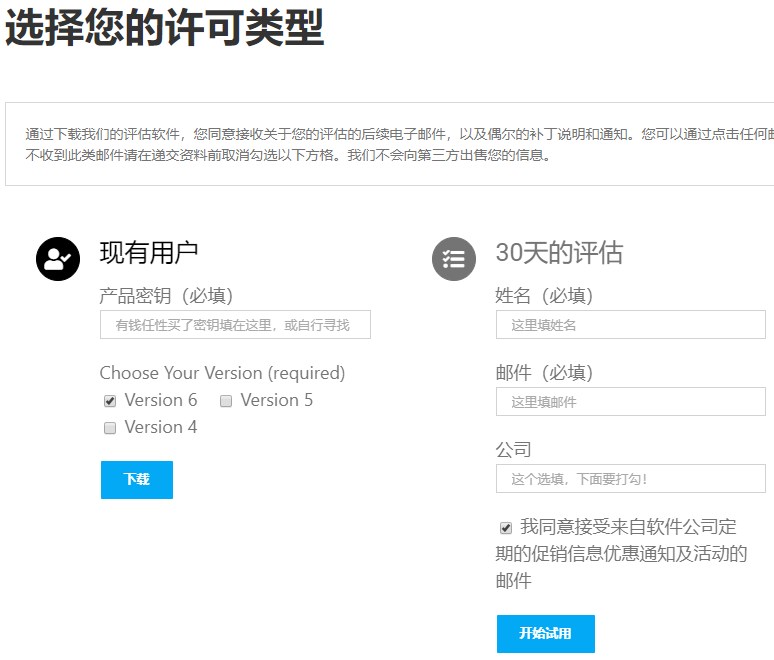 选择您的许可类型
通过下载我们的评估软件，您同意接收关于您的评估的后续电子邮件，以及偶尔的补丁说明和通知。您可以通过点击任何
不收到此类邮件请在递交资料前取消勾选以下方格。我们不会向第三方出售您的信息。
现有用户
产品密钥（必填）
有钱任性买了密钥填在这里，或自行寻找
Choose Your Version (required)
Version 6 Version 5
Version 4
下载
30天的评估
姓名（必填）
这里填姓名
邮件（必填）
这里填邮件
公司
这个选填，下面要打勾！
我同意接受来自软件公司定
期的促销信息优惠通知及活动的
邮件
开始试用